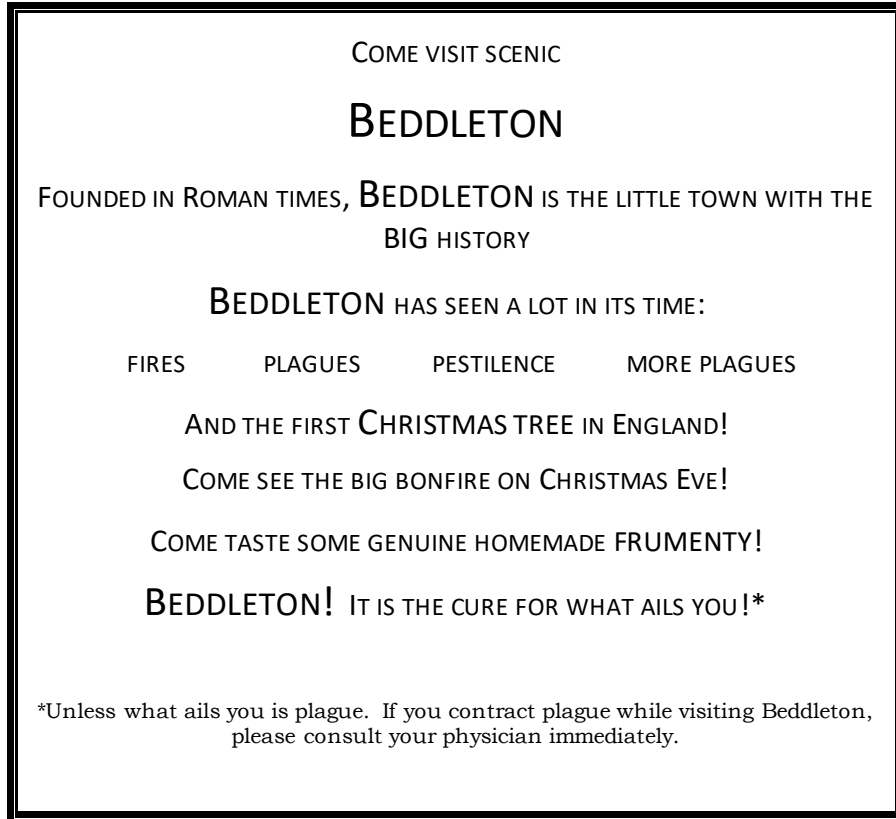 COME VISIT SCENIC
BEDDLETON
FOUNDED IN ROMAN TIMES, BEDDLETON IS THE LITTLE TOWN WITH THE
BIG HISTORY
BEDDLETON HAS SEEN A LOT IN ITS TIME:
FIRES PLAGUES PESTILENCE MORE PLAGUES
AND THE FIRST CHRISTMAS TREE IN ENGLAND!
COME SEE THE BIG BONFIRE ON CHRISTMAS EVE!
COME TASTE SOME GENUINE HOMEMADE FRUMENTY!
BEDDLETON! IT IS THE CURE FOR WHAT AILS YOU!*
*Unless what ails you is plague. If you contract plague while visiting Beddleton,
please consult your physician immediately.